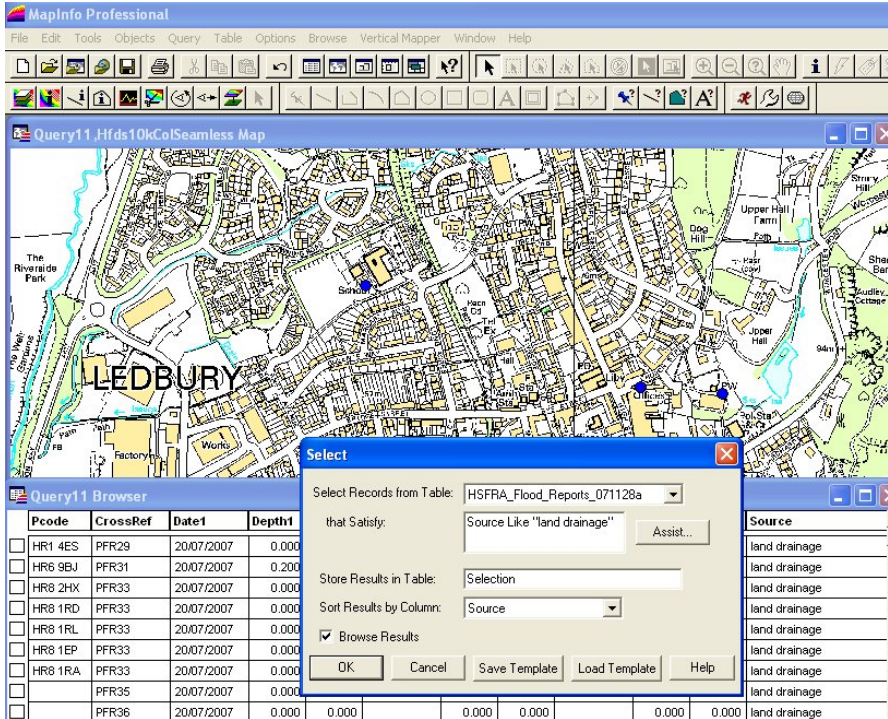 MapInfo Professional
File Edit Tools Objects Query Table Options Browse Vertical Mapper Window Help
Query11,Hfds10kColSeamless Map
Upper Hall
Farm
Dog
Hill
Path
The
Riverside
Park
School
Audley
Cottage
Upper
Hall
94m
Hall
LEDBURY
Offices
PW
Path
FB
Factory
Works
Select
Select Records from Table: HSFRA_Flood_Reports_071128a
that Satisfy: Source Like "land drainage"
Assist...
Store Results in Table: Selection
Sort Results by Column: Source
Browse Results
OK Cancel Save Template Load Template Help
Query11 Browser
Pcode CrossRef Date1 Depth1 Source
HR1 4ES PFR29 20/07/2007 0.000 land drainage
HR6 9BJ PFR31 20/07/2007 0.200 land drainage
HR8 2HX PFR33 20/07/2007 0.000 land drainage
HR8 1RD PFR33 20/07/2007 0.000 land drainage
HR8 1RL PFR33 20/07/2007 0.000 land drainage
HR8 1EP PFR33 20/07/2007 0.000 land drainage
HR8 1RA PFR33 20/07/2007 0.000 land drainage
PFR35 20/07/2007 0.000 land drainage
PFR36 20/07/2007 0.000 0.000 0.000 0.000 0.000 0.000 land drainage